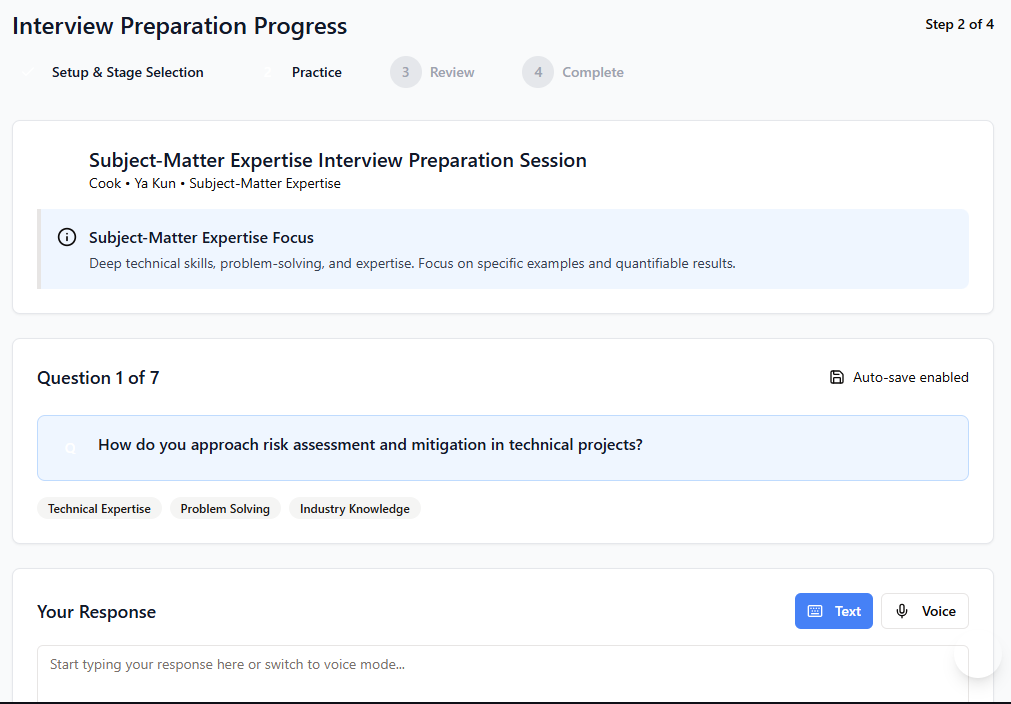 Interview Preparation Progress
Step 2 of 4
Setup & Stage Selection
2 Practice
3 Review
4 Complete
Subject-Matter Expertise Interview Preparation Session
Cook • Ya Kun • Subject-Matter Expertise
Subject-Matter Expertise Focus
Deep technical skills, problem-solving, and expertise. Focus on specific examples and quantifiable results.
Question 1 of 7
Auto-save enabled
Q How do you approach risk assessment and mitigation in technical projects?
Technical Expertise
Problem Solving
Industry Knowledge
Your Response
Text
Voice
Start typing your response here or switch to voice mode...